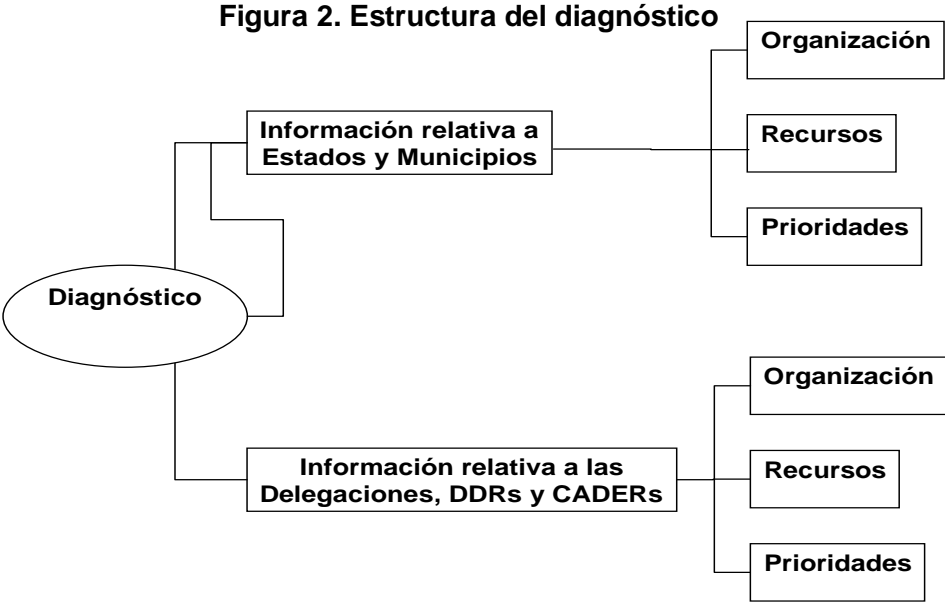 Figura 2. Estructura del diagnóstico
Organización
Información relativa a
Estados y Municipios
Recursos
Prioridades
Diagnóstico
Organización
Información relativa a las
Delegaciones, DDRs y CADERs
Recursos
Prioridades